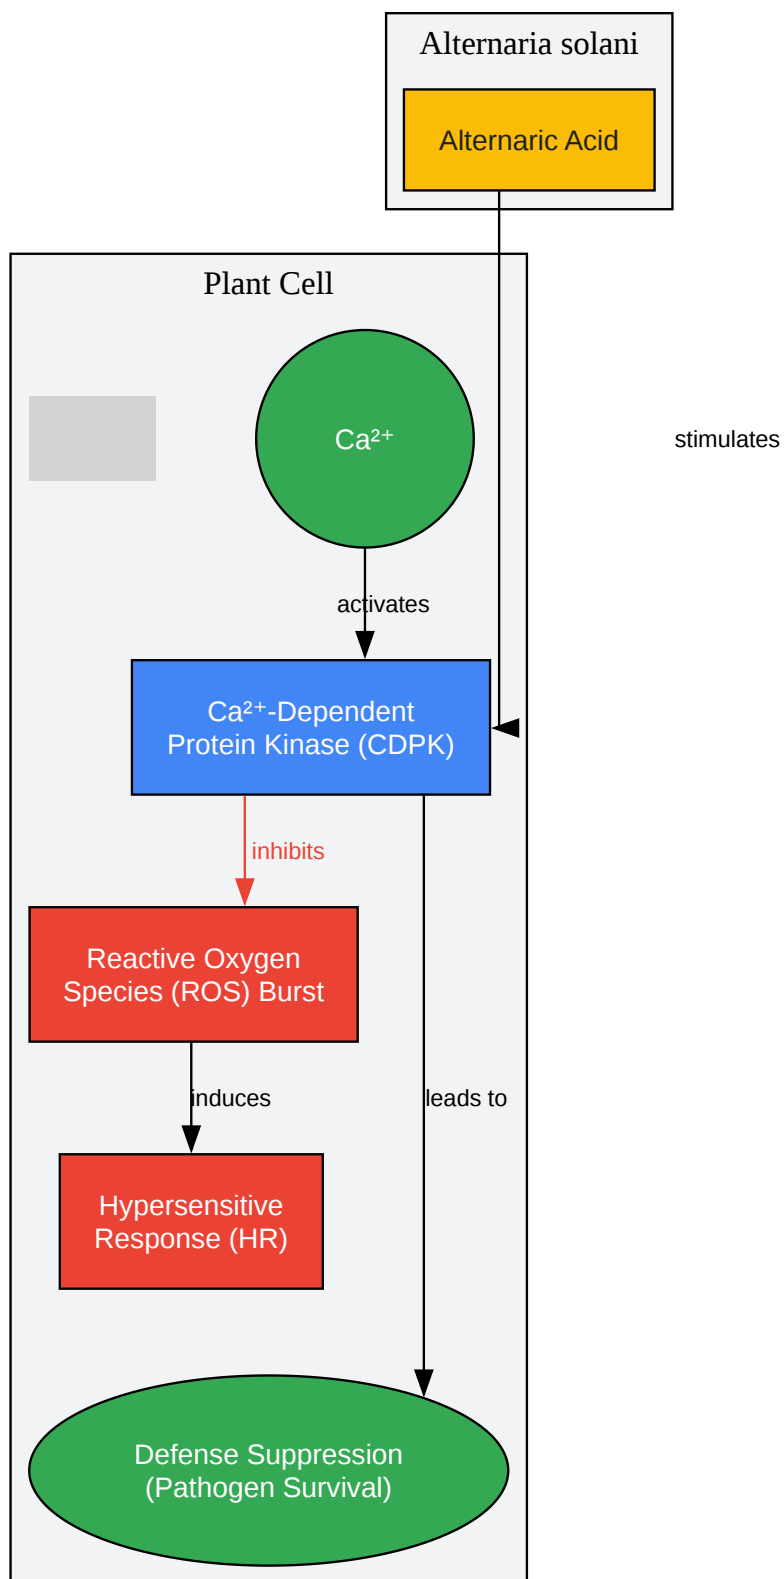 Alternaria solani
Alternaric Acid
Plant Cell
Ca²⁺
stimulates
activates
Ca²⁺-Dependent
Protein Kinase (CDPK)
inhibits
Reactive Oxygen
Species (ROS) Burst
induces
leads to
Hypersensitive
Response (HR)
Defense Suppression
(Pathogen Survival)